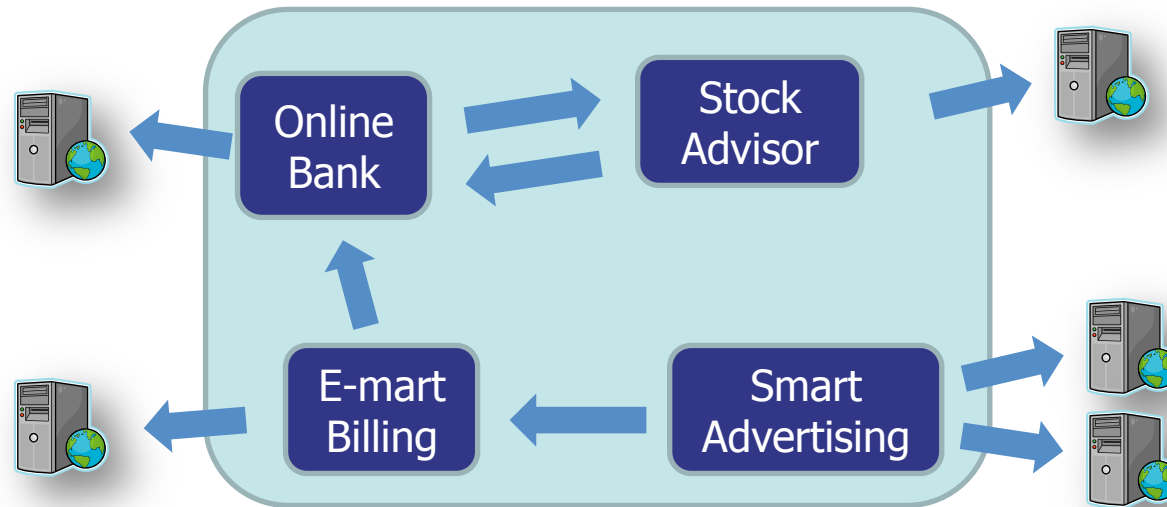 Online
Bank
Stock
Advisor
E-mart
Billing
Smart
Advertising